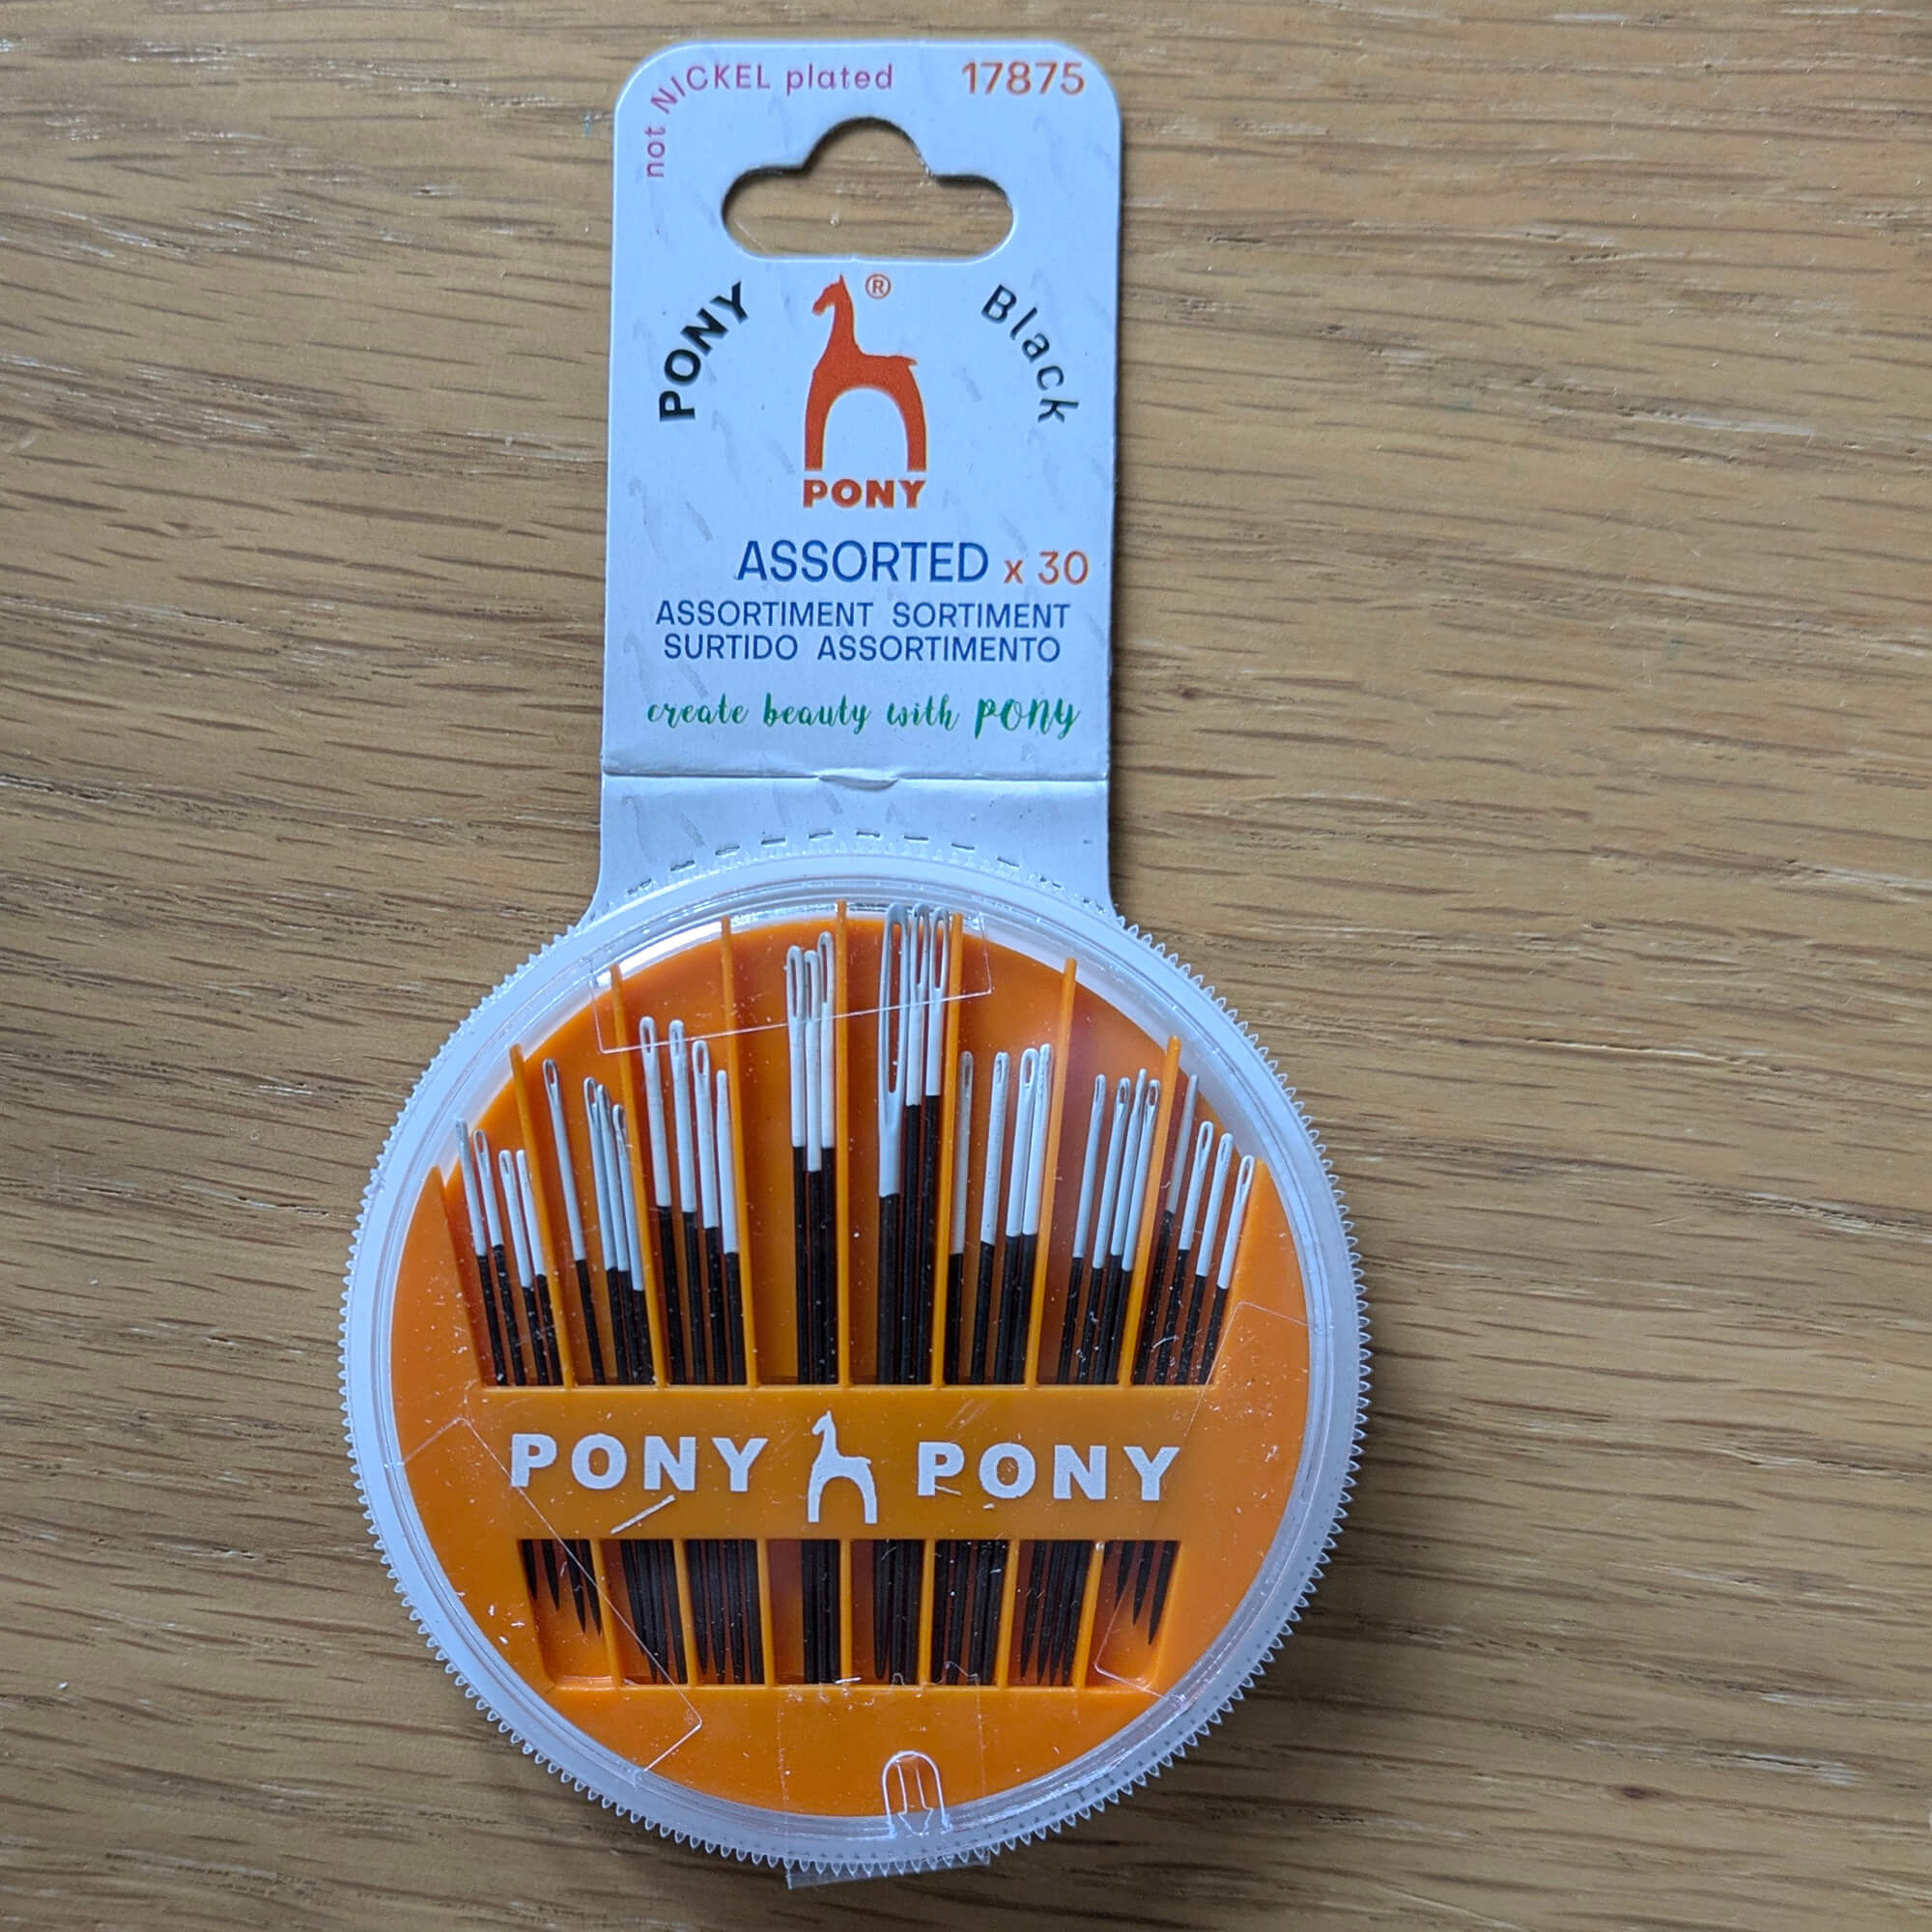 not NICKEL plated 17875
PONY ® Black
PONY
ASSORTED x 30
ASSORTIMENT SORTIMENT
SURTIDO ASSORTIMENTO
create beauty with pony
PONY PONY